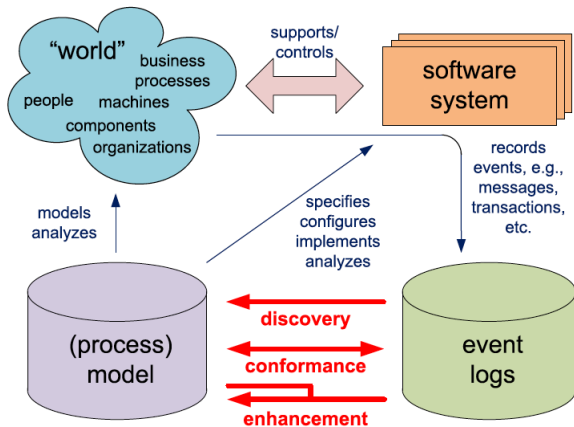 “world”
business
processes
people
machines
components
organizations
supports/
controls
software
system
records
events, e.g.,
messages,
transactions,
etc.
models
analyzes
specifies
configures
implements
analyzes
(process)
model
discovery
conformance
enhancement
event
logs